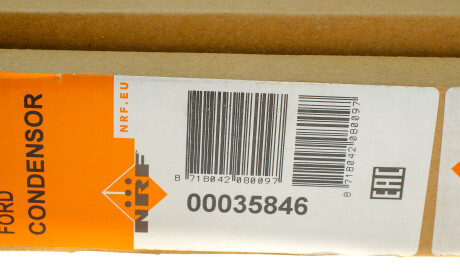 FORD
CONDENSOR
NRF.EU
NRF
8 718042 080097
00035846
8 718042 080097
EAC